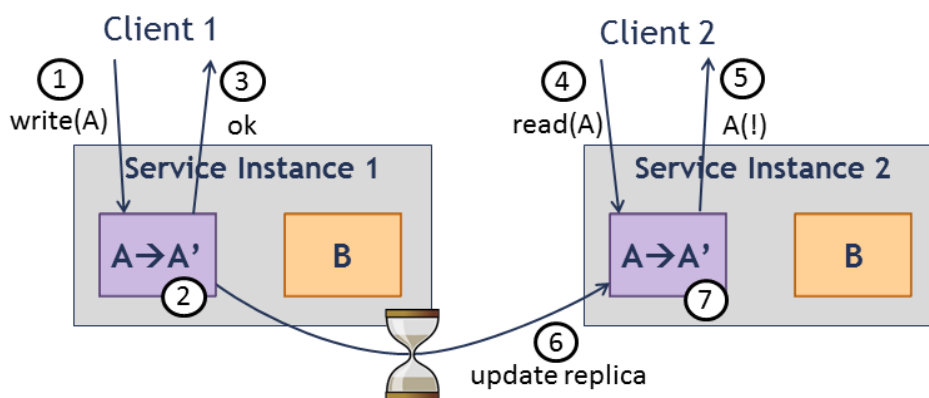 Client 1
Client 2
1
3
4
5
write(A)
ok
read(A)
A(!)
Service Instance 1
Service Instance 2
A→A’
B
A→A’
B
2
7
6
update replica